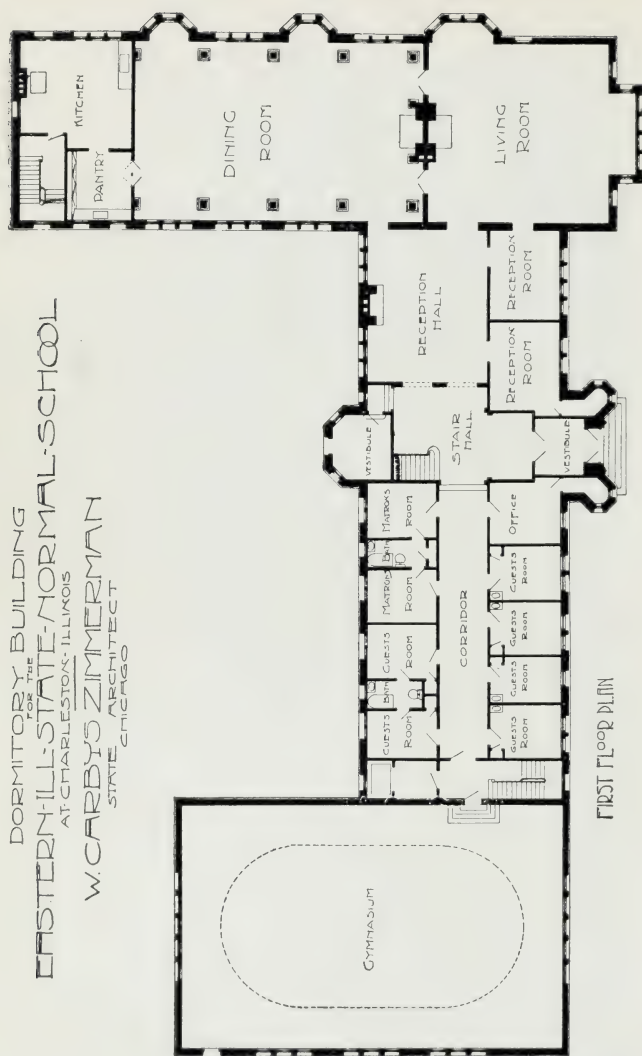 DORMITORY BUILDING
FOR THE
EASTERN-ILL-STATE-NORMAL-SCHOOL
AT-CHARLESTON-ILLINOIS
W. CARBYS ZIMMERMAN
STATE ARCHITECT
CHICAGO
KITCHEN
PANTRY
DINING
ROOM
LIVING
ROOM
RECEPTION
HALL
RECEPTION
ROOM
RECEPTION
ROOM
VESTIBULE
STAIR
HALL
VESTIBULE
MATRONS
ROOM
BATH
MATRONS
ROOM
GUESTS
ROOM
BATH
GUESTS
ROOM
CORRIDOR
OFFICE
GUESTS
ROOM
GUESTS
ROOM
GUESTS
ROOM
GUESTS
ROOM
GYMNASIUM
FIRST FLOOR PLAN